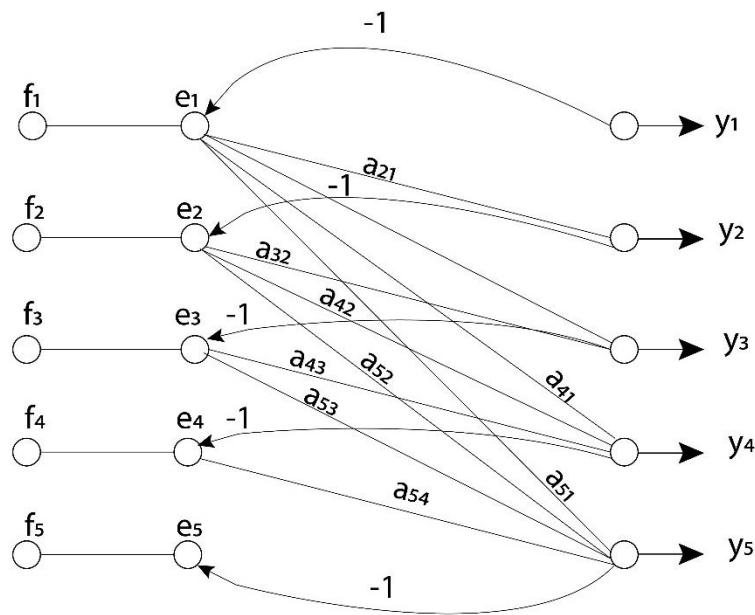 -1
f₁ e₁ y₁
a₂₁
-1
f₂ e₂ y₂
a₃₂
a₄₂
f₃ e₃ -1 y₃
a₄₃ a₅₂ a₄₁
a₅₃
f₄ e₄ -1 y₄
a₅₄ a₅₁
f₅ e₅ y₅
-1